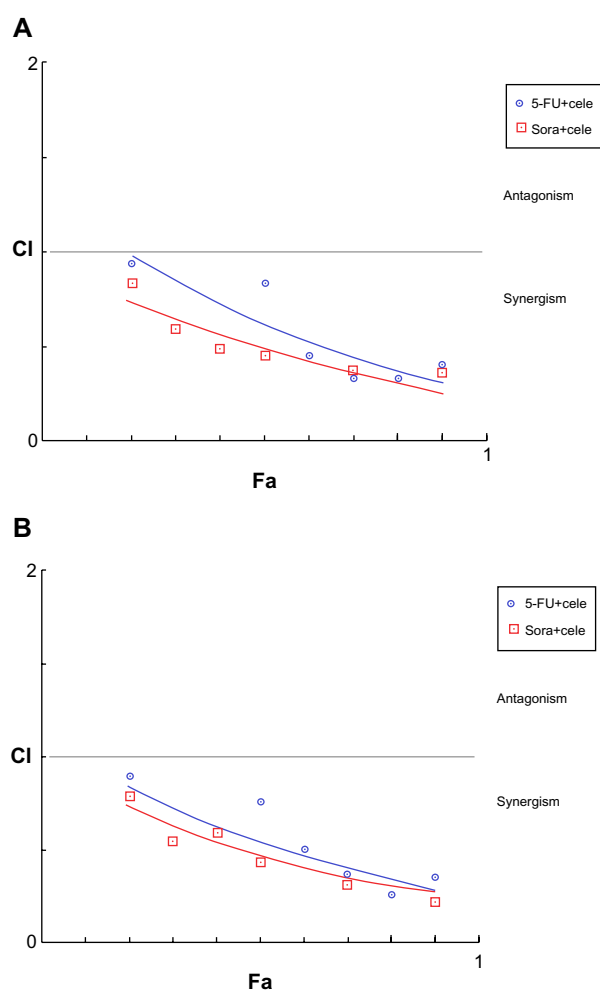 A
2
5-FU+cele
Sora+cele
Antagonism
CI
Synergism
0
1
Fa
B
2
5-FU+cele
Sora+cele
Antagonism
CI
Synergism
0
1
Fa